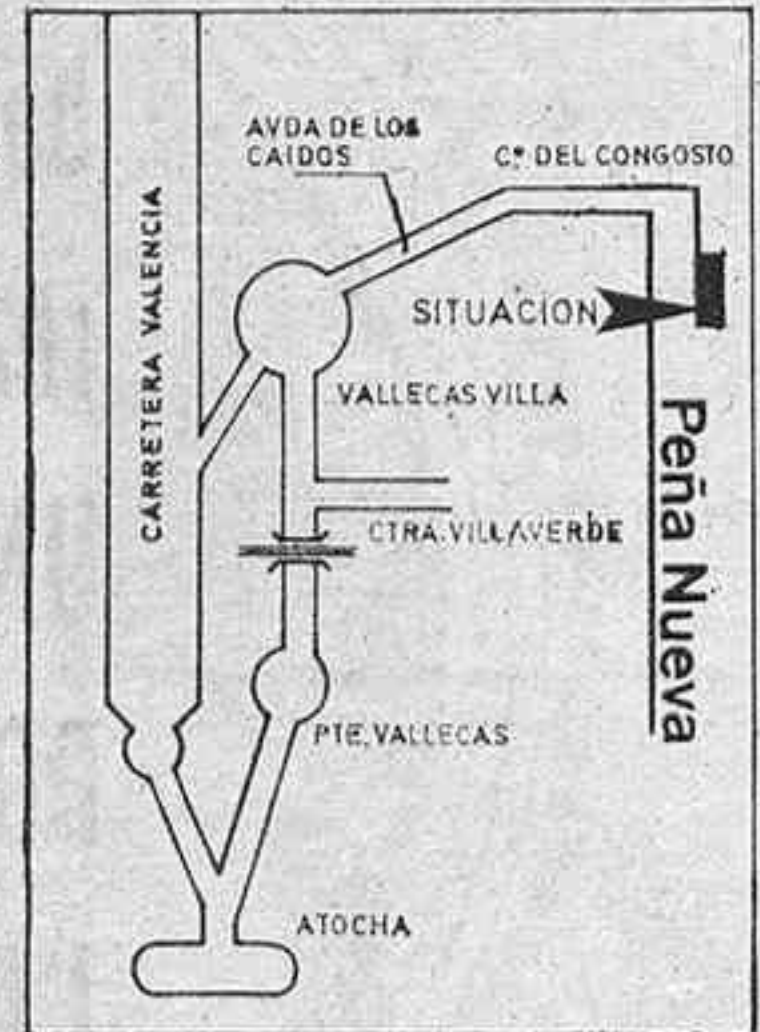 AVDA DE LOS
CAIDOS
Cº DEL CONGOSTO
CARRETERA VALENCIA
SITUACION
VALLECAS VILLA
Peña Nueva
CTRA. VILLAVERDE
PTE. VALLECAS
ATOCHA